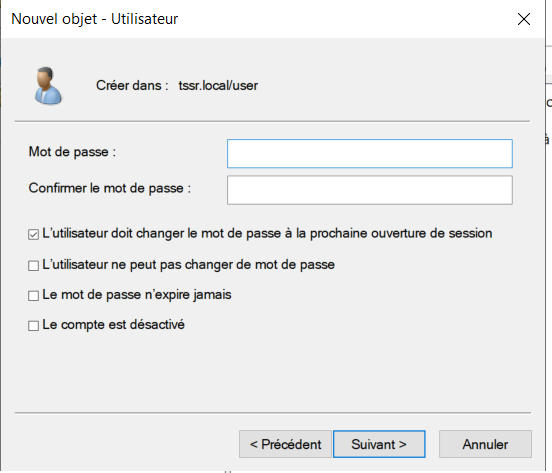 Nouvel objet - Utilisateur
Créer dans : tssr.local/user
Mot de passe :
Confirmer le mot de passe :
L'utilisateur doit changer le mot de passe à la prochaine ouverture de session
L'utilisateur ne peut pas changer de mot de passe
Le mot de passe n'expire jamais
Le compte est désactivé
< Précédent Suivant > Annuler